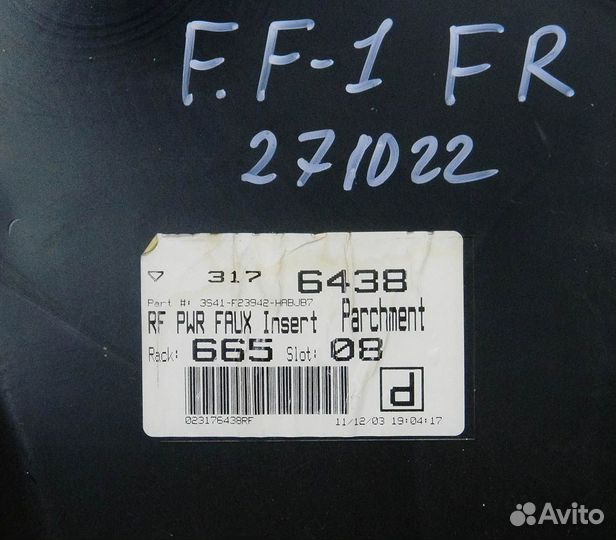 F.F-1 FR
271022
▽ 317 6438
Part #: 3S41-F23942-HABJB7
RF PWR FAUX Insert Parchment
Rack: 665 Slot: 08
P
023176438RF 11/12/03 19:04:17
Avito